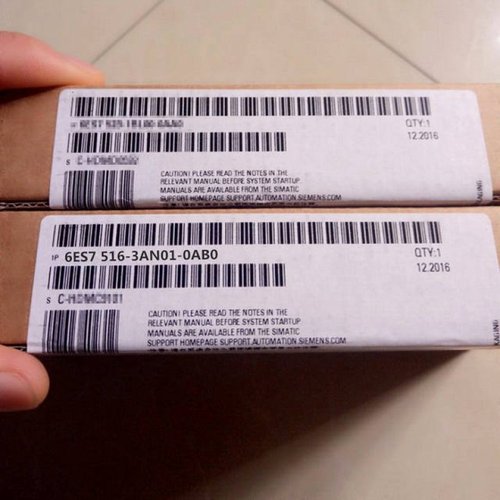 QTY:1
12.2016
S
CAUTION! PLEASE READ THE NOTES IN THE
RELEVANT MANUAL BEFORE SYSTEM STARTUP.
MANUALS ARE AVAILABLE FROM THE SIMATIC
SUPPORT HOMEPAGE SUPPORT.AUTOMATION.SIEMENS.COM
1P 6ES7 516-3AN01-0AB0
QTY:1
12.2016
S
CAUTION! PLEASE READ THE NOTES IN THE
RELEVANT MANUAL BEFORE SYSTEM STARTUP.
MANUALS ARE AVAILABLE FROM THE SIMATIC
SUPPORT HOMEPAGE SUPPORT.AUTOMATION.SIEMENS.COM